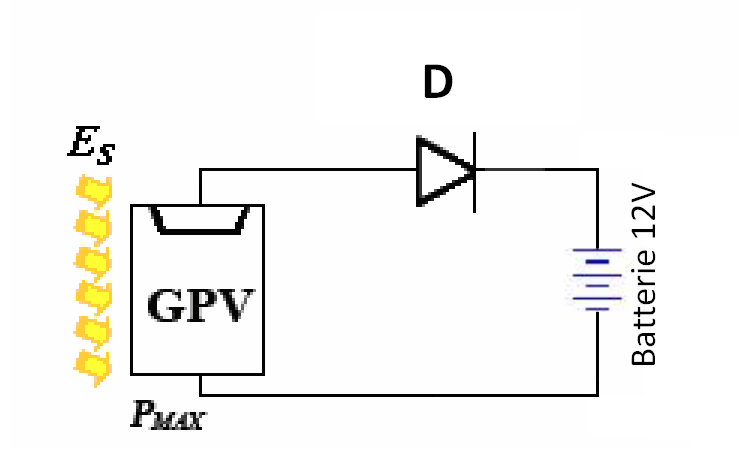 D
Es
GPV
Batterie 12V
PMAX